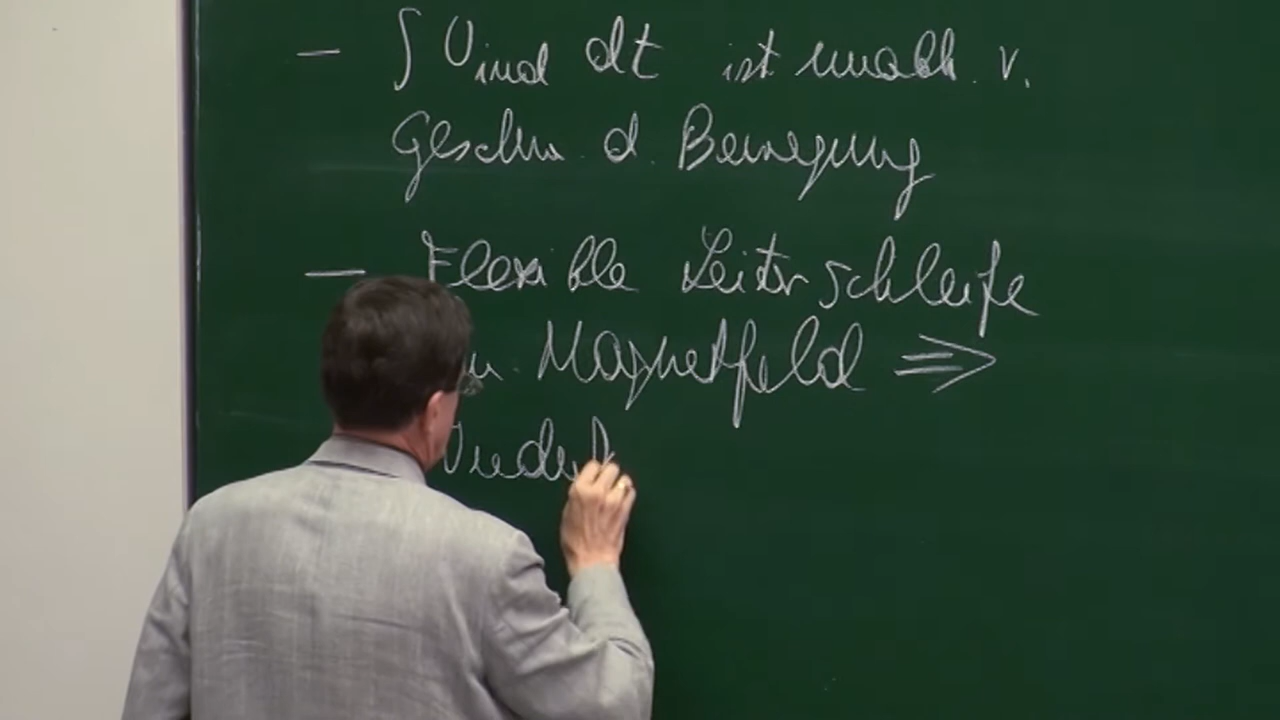 – ∫ U_ind dt ist unabh. v.
Geschw. d. Bewegung
– Flexible Leiterschleife
Magnetfeld ⇒